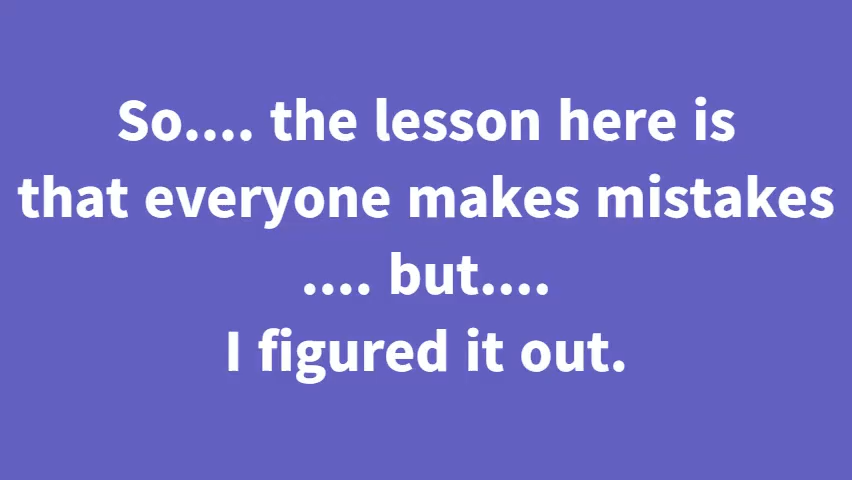 So.... the lesson here is
that everyone makes mistakes
.... but....
I figured it out.